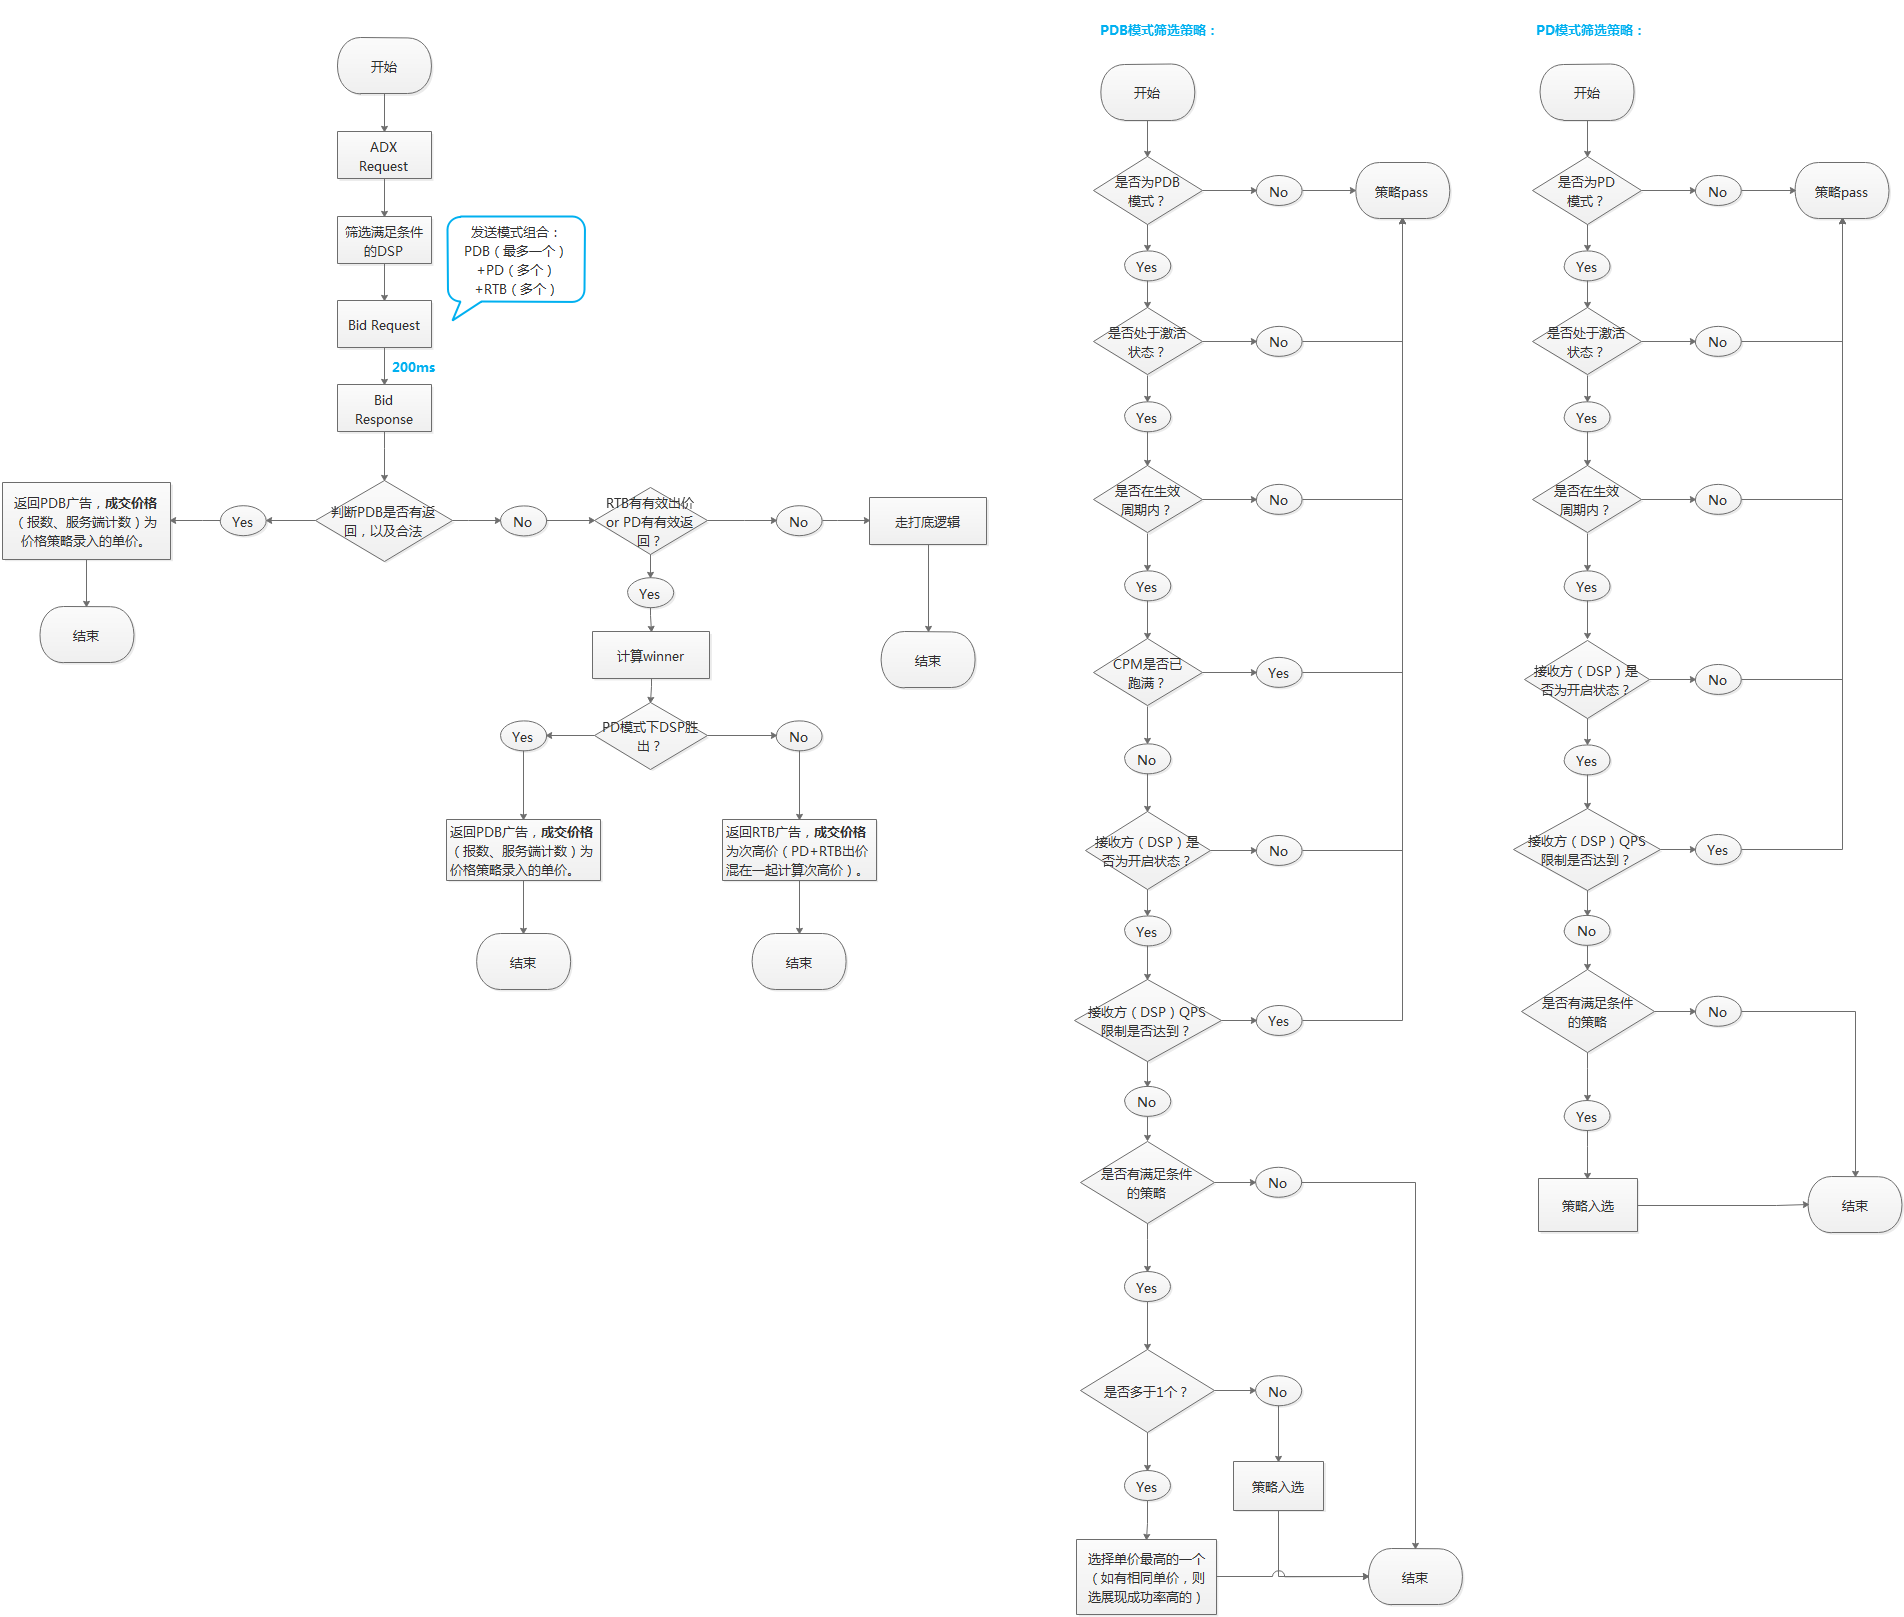 开始
ADX
Request
筛选满足条件
的DSP
发送模式组合：
PDB（最多一个）
+PD（多个）
+RTB（多个）
Bid Request
200ms
Bid
Response
判断PDB是否有返
回，以及合法
Yes
返回PDB广告，成交价格
（报数、服务端计数）为
价格策略录入的单价。
结束
No
RTB有有效出价
or PD有有效返
回？
No
走打底逻辑
结束
Yes
计算winner
PD模式下DSP胜
出？
Yes
返回PDB广告，成交价格
（报数、服务端计数）为
价格策略录入的单价。
结束
No
返回RTB广告，成交价格
为次高价（PD+RTB出价
混在一起计算次高价）。
结束
PDB模式筛选策略：
开始
是否为PDB
模式？
No
策略pass
Yes
是否处于激活
状态？
No
Yes
是否在生效
周期内？
No
Yes
CPM是否已
跑满？
Yes
No
接收方（DSP）是
否为开启状态？
No
Yes
接收方（DSP）QPS
限制是否达到？
Yes
No
是否有满足条件
的策略
No
Yes
是否多于1个？
No
策略入选
Yes
选择单价最高的一个
（如有相同单价，则
选展现成功率高的）
结束
PD模式筛选策略：
开始
是否为PD
模式？
No
策略pass
Yes
是否处于激活
状态？
No
Yes
是否在生效
周期内？
No
Yes
接收方（DSP）是
否为开启状态？
No
Yes
接收方（DSP）QPS
限制是否达到？
Yes
No
是否有满足条件
的策略
No
Yes
策略入选
结束